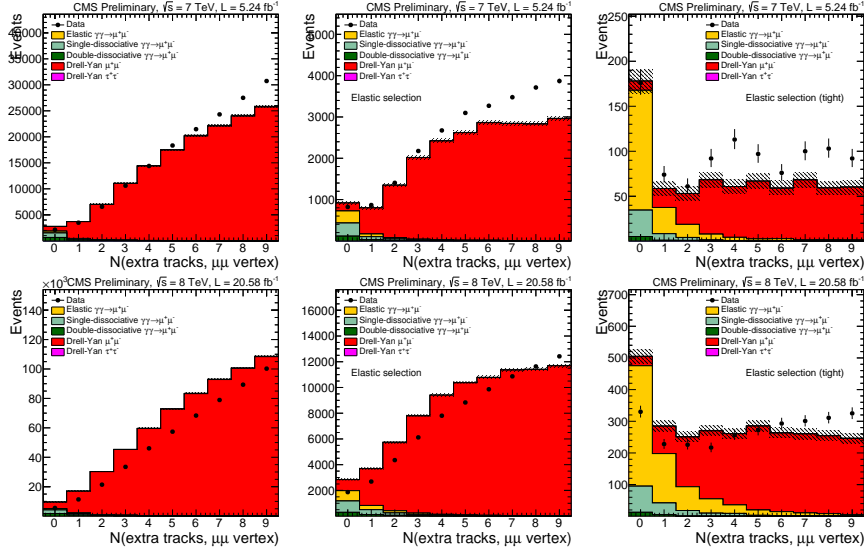 CMS Preliminary, √s = 7 TeV, L = 5.24 fb⁻¹
Events
40000
35000
30000
25000
20000
15000
10000
5000
Data
Elastic γγ→μ⁺μ⁻
Single-dissociative γγ→μ⁺μ⁻
Double-dissociative γγ→μ⁺μ⁻
Drell-Yan μ⁺μ⁻
Drell-Yan τ⁺τ⁻
0 1 2 3 4 5 6 7 8 9
N(extra tracks, μμ vertex)
CMS Preliminary, √s = 7 TeV, L = 5.24 fb⁻¹
Events
6000
5000
4000
3000
2000
1000
Data
Elastic γγ→μ⁺μ⁻
Single-dissociative γγ→μ⁺μ⁻
Double-dissociative γγ→μ⁺μ⁻
Drell-Yan μ⁺μ⁻
Drell-Yan τ⁺τ⁻
Elastic selection
0 1 2 3 4 5 6 7 8 9
N(extra tracks, μμ vertex)
CMS Preliminary, √s = 7 TeV, L = 5.24 fb⁻¹
Events
250
200
150
100
50
Data
Elastic γγ→μ⁺μ⁻
Single-dissociative γγ→μ⁺μ⁻
Double-dissociative γγ→μ⁺μ⁻
Drell-Yan μ⁺μ⁻
Drell-Yan τ⁺τ⁻
Elastic selection (tight)
0 1 2 3 4 5 6 7 8 9
N(extra tracks, μμ vertex)
×10³
CMS Preliminary, √s = 8 TeV, L = 20.58 fb⁻¹
Events
140
120
100
80
60
40
20
Data
Elastic γγ→μ⁺μ⁻
Single-dissociative γγ→μ⁺μ⁻
Double-dissociative γγ→μ⁺μ⁻
Drell-Yan μ⁺μ⁻
Drell-Yan τ⁺τ⁻
0 1 2 3 4 5 6 7 8 9
N(extra tracks, μμ vertex)
CMS Preliminary, √s = 8 TeV, L = 20.58 fb⁻¹
Events
16000
14000
12000
10000
8000
6000
4000
2000
Data
Elastic γγ→μ⁺μ⁻
Single-dissociative γγ→μ⁺μ⁻
Double-dissociative γγ→μ⁺μ⁻
Drell-Yan μ⁺μ⁻
Drell-Yan τ⁺τ⁻
Elastic selection
0 1 2 3 4 5 6 7 8 9
N(extra tracks, μμ vertex)
CMS Preliminary, √s = 8 TeV, L = 20.58 fb⁻¹
Events
700
600
500
400
300
200
100
Data
Elastic γγ→μ⁺μ⁻
Single-dissociative γγ→μ⁺μ⁻
Double-dissociative γγ→μ⁺μ⁻
Drell-Yan μ⁺μ⁻
Drell-Yan τ⁺τ⁻
Elastic selection (tight)
0 1 2 3 4 5 6 7 8 9
N(extra tracks, μμ vertex)